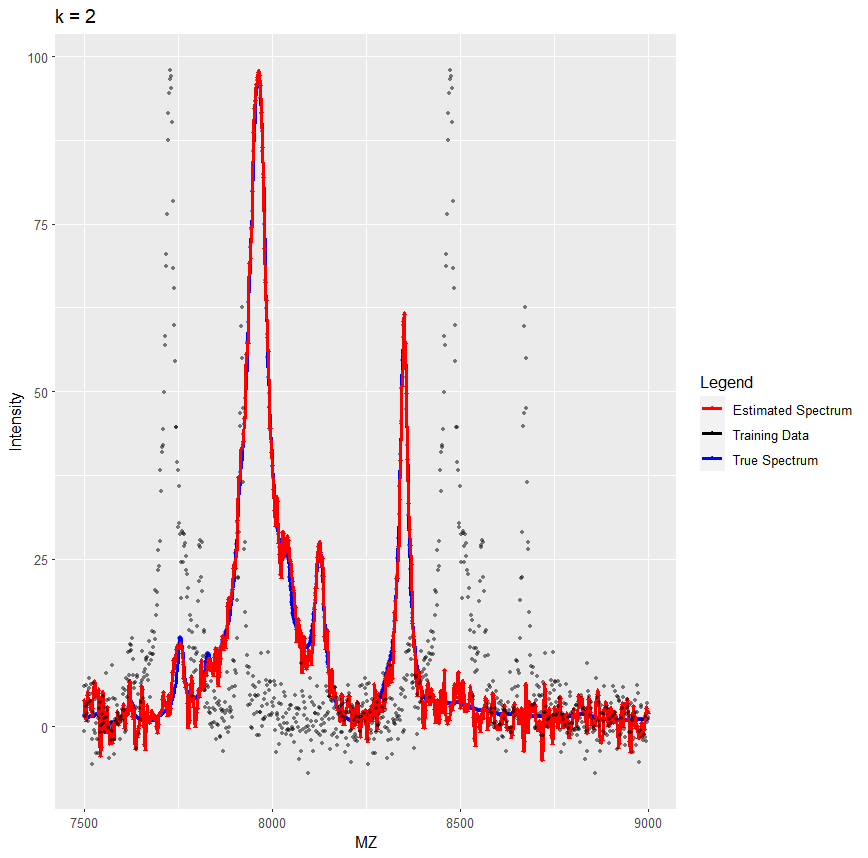 k = 2
100
75
50
25
0
Intensity
7500 8000 8500 9000
MZ
Legend
Estimated Spectrum
Training Data
True Spectrum